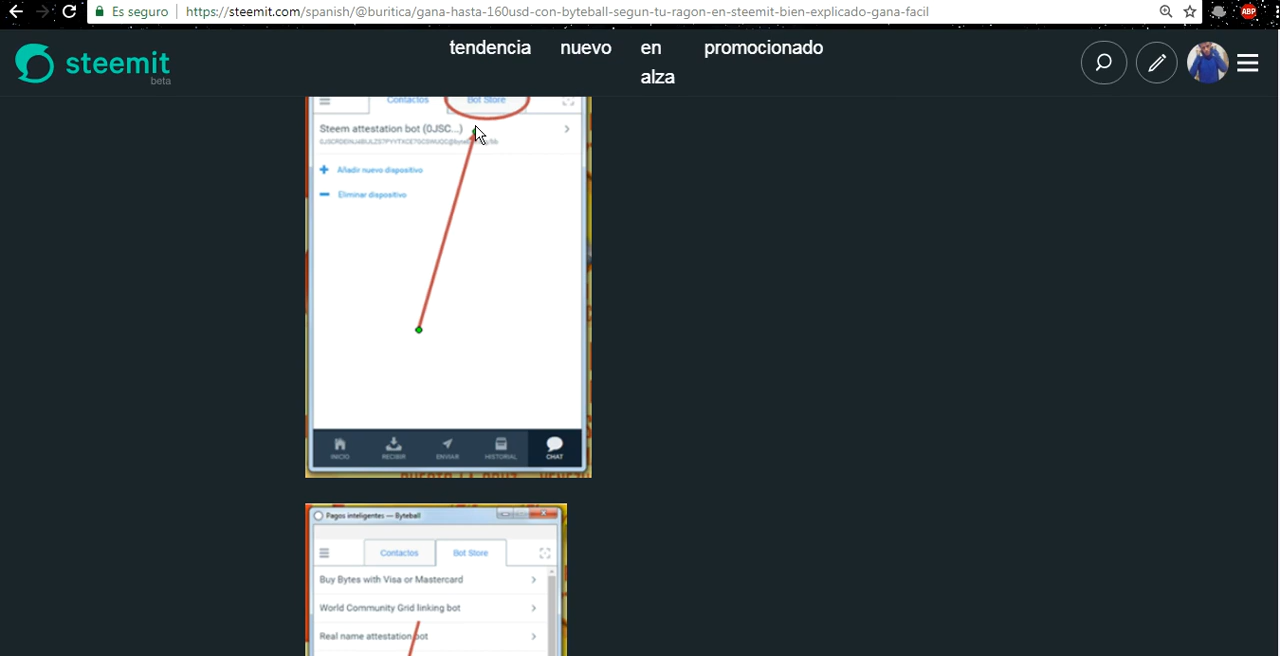 Es seguro | https://steemit.com/spanish/@buritica/gana-hasta-160usd-con-byteball-segun-tu-ragon-en-steemit-bien-explicado-gana-facil
ABP
steemit
beta
tendencia nuevo en alza promocionado
Contactos Bot Store
Steem attestation bot (0JSC...)
Añadir nuevo dispositivo
Eliminar dispositivo
INICIO RECIBIR ENVIAR HISTORIAL CHAT
Pagos inteligentes — Byteball
Contactos Bot Store
Buy Bytes with Visa or Mastercard
World Community Grid linking bot
Real name attestation bot